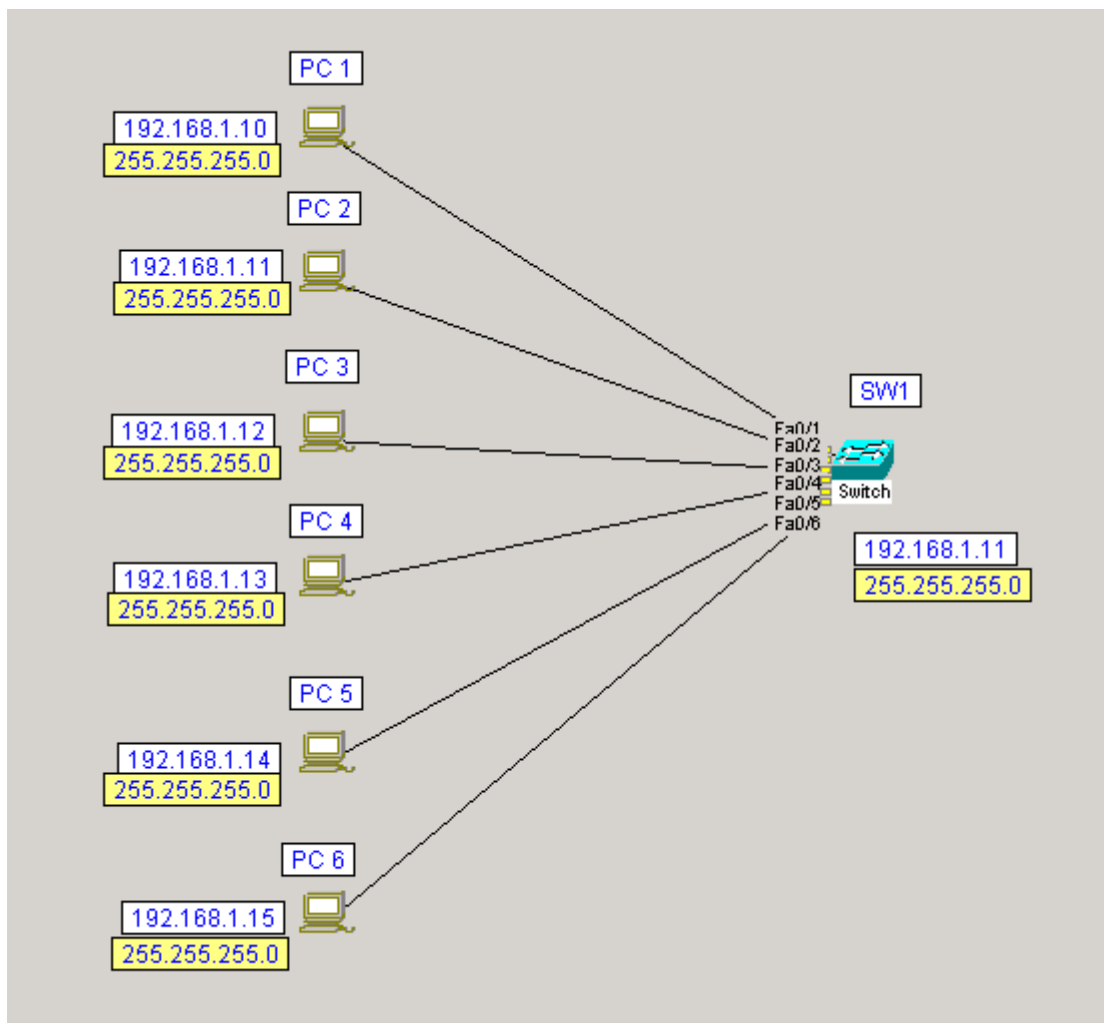 PC 1
192.168.1.10
255.255.255.0
PC 2
192.168.1.11
255.255.255.0
PC 3
192.168.1.12
255.255.255.0
PC 4
192.168.1.13
255.255.255.0
PC 5
192.168.1.14
255.255.255.0
PC 6
192.168.1.15
255.255.255.0
SW1
Fa0/1
Fa0/2
Fa0/3
Fa0/4
Fa0/5
Fa0/6
Switch
192.168.1.11
255.255.255.0